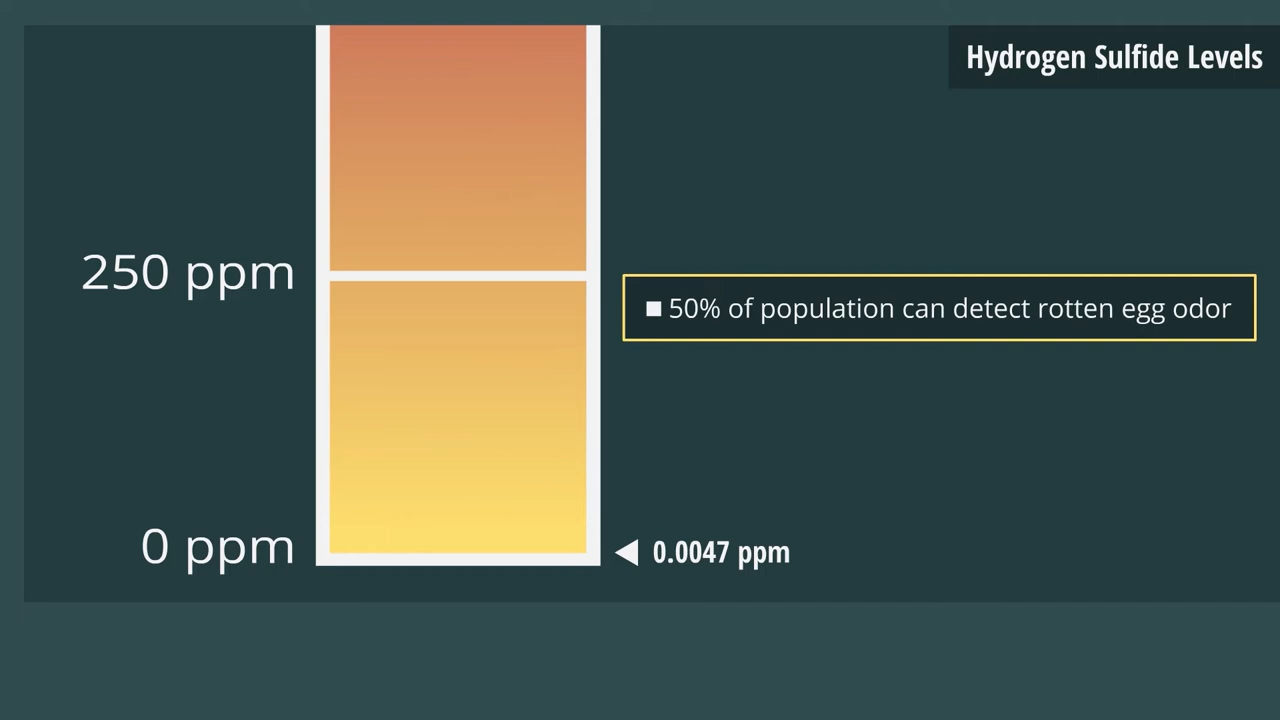 Hydrogen Sulfide Levels
250 ppm
50% of population can detect rotten egg odor
0 ppm
0.0047 ppm